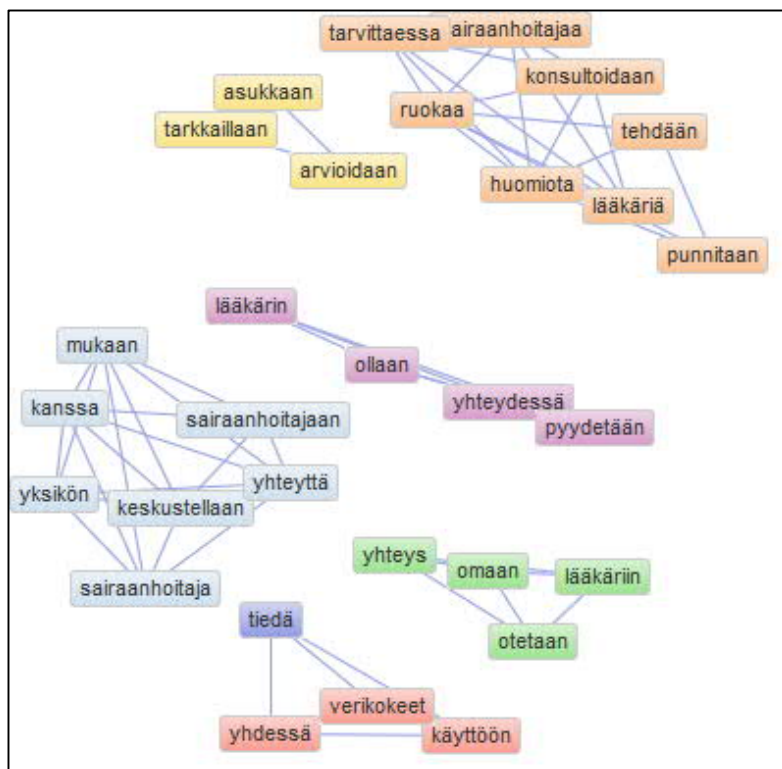 tarvittaessa
airaanhoitajaa
konsultoidaan
asukkaan
ruokaa
tarkkaillaan
tehdään
arvioidaan
huomiota
lääkäriä
punnitaan
lääkärin
mukaan
ollaan
kanssa
yhteydessä
sairaanhoitajaan
pyydetään
yhteyttä
yksikön
keskustellaan
yhteys
omaan
lääkäriin
sairaanhoitaja
tiedä
otetaan
verikokeet
yhdessä
käyttöön